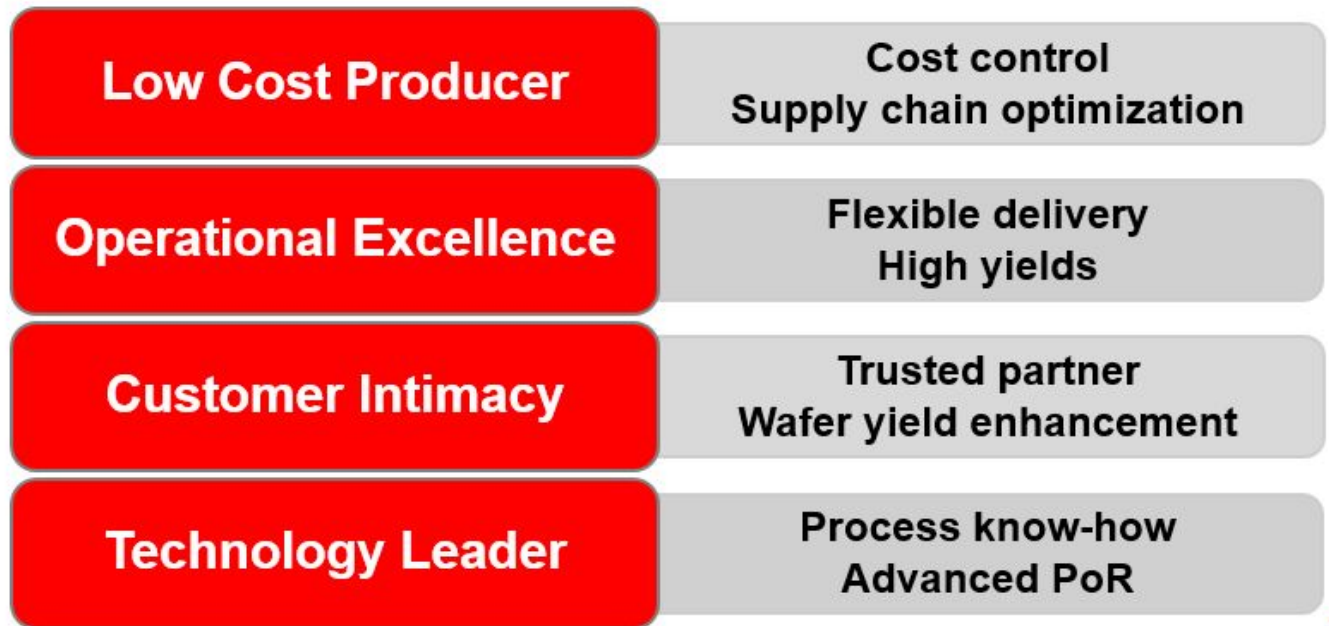 Low Cost Producer
Cost control
Supply chain optimization
Operational Excellence
Flexible delivery
High yields
Customer Intimacy
Trusted partner
Wafer yield enhancement
Technology Leader
Process know-how
Advanced PoR